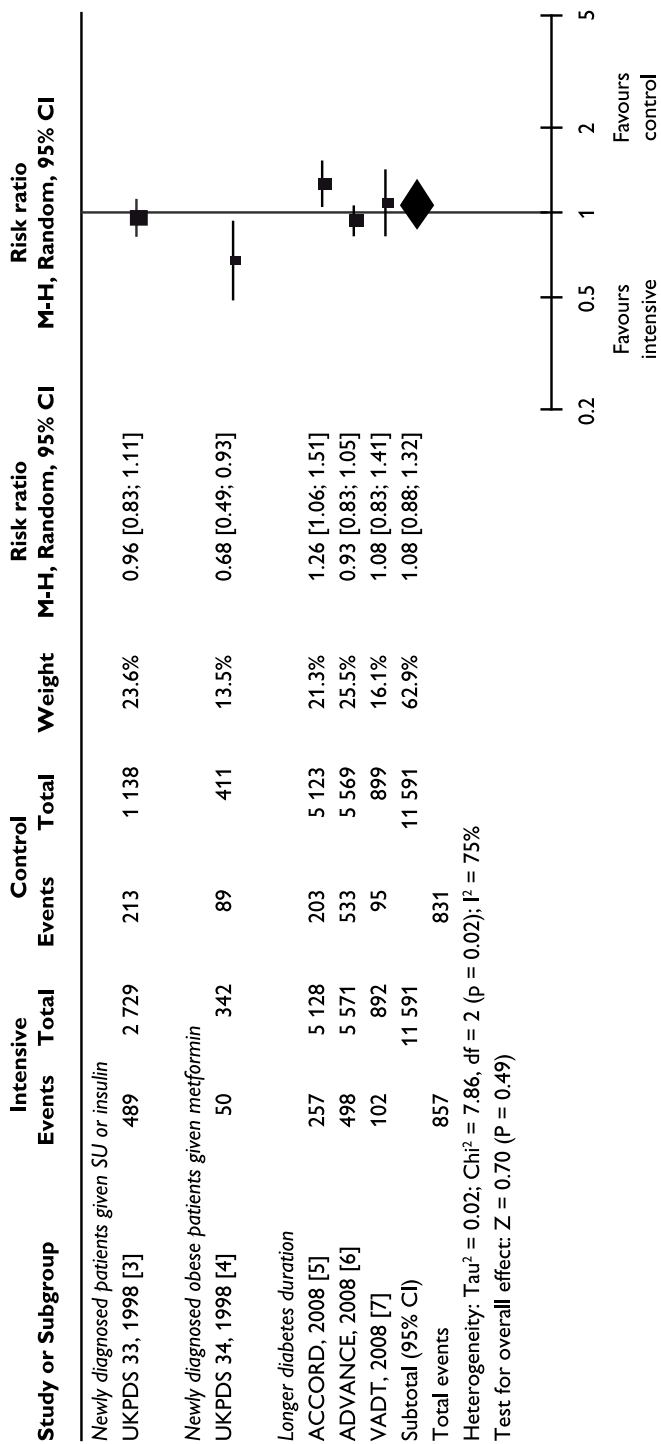 Intensive Control Risk ratio Risk ratio
Study or Subgroup Events Total Events Total Weight M-H, Random, 95% CI M-H, Random, 95% CI
Newly diagnosed patients given SU or insulin
UKPDS 33, 1998 [3] 489 2 729 213 1 138 23.6% 0.96 [0.83; 1.11]
Newly diagnosed obese patients given metformin
UKPDS 34, 1998 [4] 50 342 89 411 13.5% 0.68 [0.49; 0.93]
Longer diabetes duration
ACCORD, 2008 [5] 257 5 128 203 5 123 21.3% 1.26 [1.06; 1.51]
ADVANCE, 2008 [6] 498 5 571 533 5 569 25.5% 0.93 [0.83; 1.05]
VADT, 2008 [7] 102 892 95 899 16.1% 1.08 [0.83; 1.41]
Subtotal (95% CI) 11 591 11 591 62.9% 1.08 [0.88; 1.32]
Total events 857 831
Heterogeneity: Tau² = 0.02; Chi² = 7.86, df = 2 (p = 0.02); I² = 75%
Test for overall effect: Z = 0.70 (P = 0.49)
0.2 0.5 1 2 5
Favours Favours
intensive control